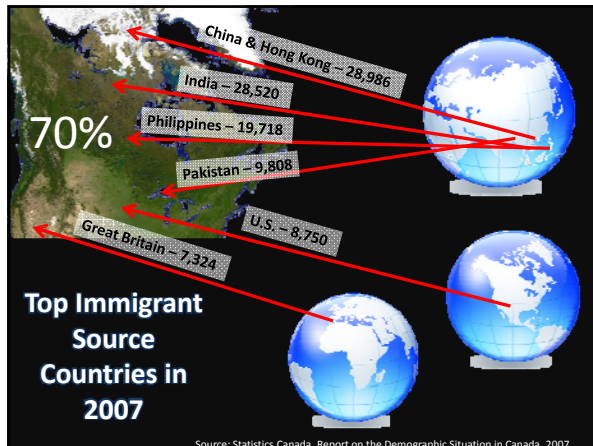 China & Hong Kong – 28,986
India – 28,520
70%
Philippines – 19,718
Pakistan – 9,808
U.S. – 8,750
Great Britain – 7,324
Top Immigrant
Source
Countries in
2007
Source: Statistics Canada, Report on the Demographic Situation in Canada, 2007